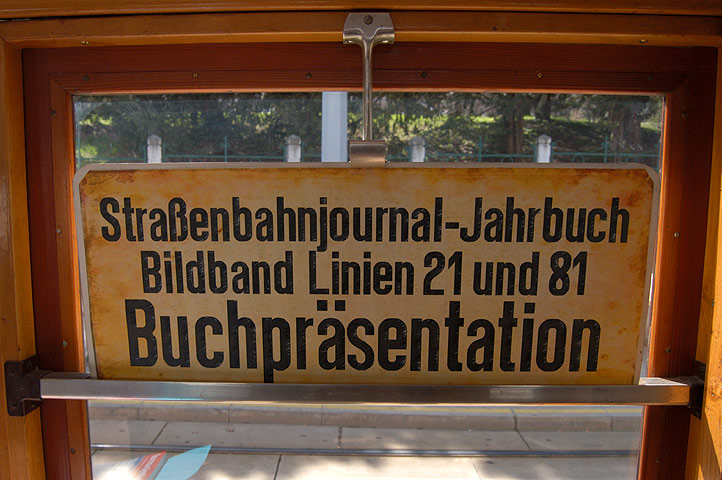 Straßenbahnjournal-Jahrbuch
Bildband Linien 21 und 81
Buchpräsentation